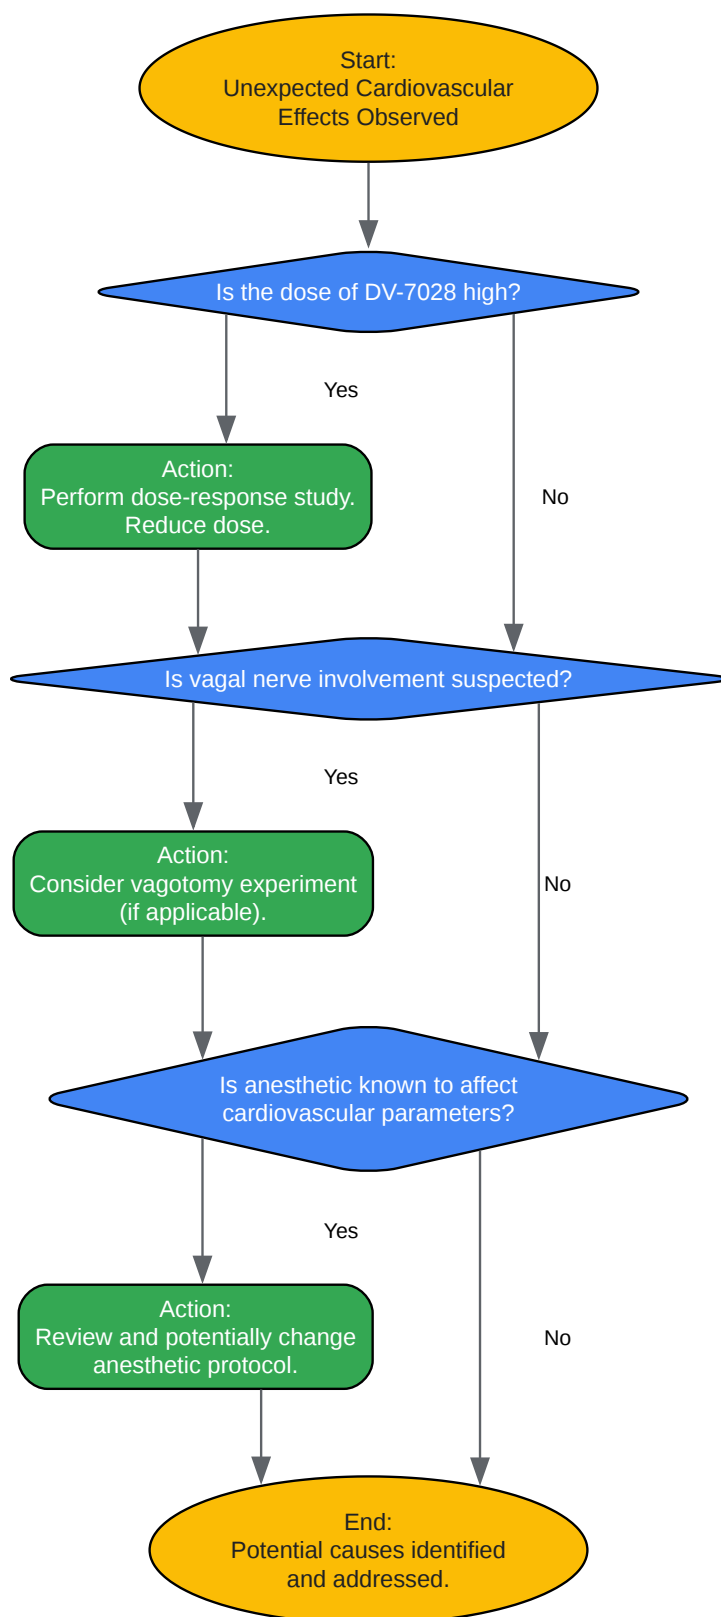 Start:
Unexpected Cardiovascular
Effects Observed
Is the dose of DV-7028 high?
Yes
Action:
Perform dose-response study.
Reduce dose.
No
Is vagal nerve involvement suspected?
Yes
Action:
Consider vagotomy experiment
(if applicable).
No
Is anesthetic known to affect
cardiovascular parameters?
Yes
Action:
Review and potentially change
anesthetic protocol.
No
End:
Potential causes identified
and addressed.